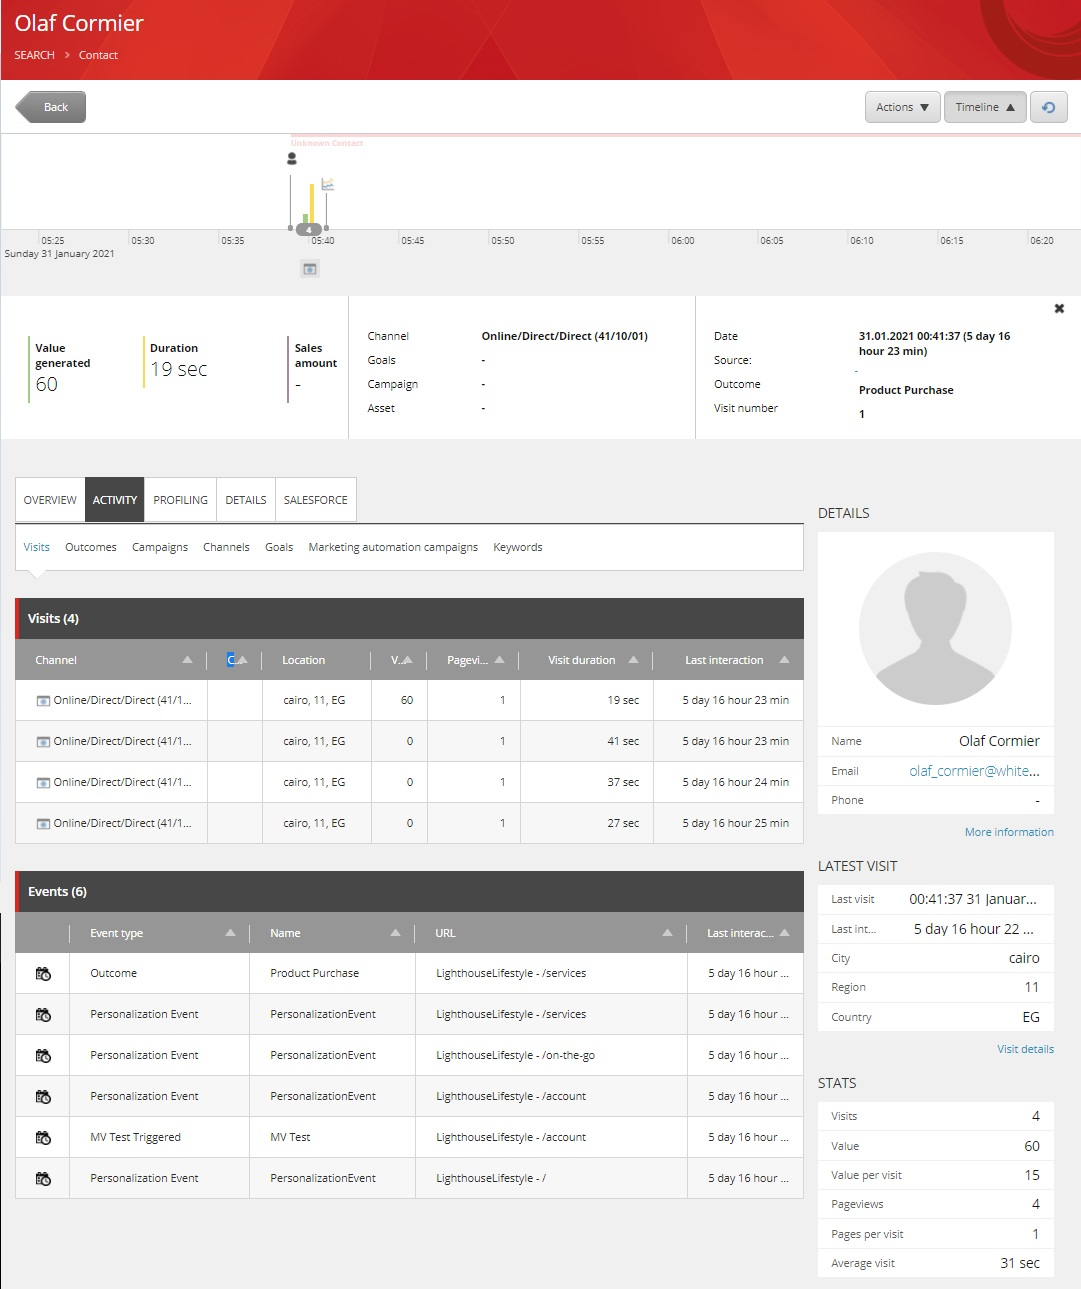 Olaf Cormier
SEARCH > Contact
Back
Actions ▼ Timeline ▲
Unknown Contact
4
05:25 05:30 05:35 05:40 05:45 05:50 05:55 06:00 06:05 06:10 06:15 06:20
Sunday 31 January 2021
Value generated
60
Duration
19 sec
Sales amount
-
Channel Online/Direct/Direct (41/10/01)
Goals -
Campaign -
Asset -
Date 31.01.2021 00:41:37 (5 day 16 hour 23 min)
Source: -
Outcome Product Purchase
Visit number 1
OVERVIEW ACTIVITY PROFILING DETAILS SALESFORCE
Visits Outcomes Campaigns Channels Goals Marketing automation campaigns Keywords
Visits (4)
Channel C... Location V... Pagevi... Visit duration Last interaction
Online/Direct/Direct (41/1... cairo, 11, EG 60 1 19 sec 5 day 16 hour 23 min
Online/Direct/Direct (41/1... cairo, 11, EG 0 1 41 sec 5 day 16 hour 23 min
Online/Direct/Direct (41/1... cairo, 11, EG 0 1 37 sec 5 day 16 hour 24 min
Online/Direct/Direct (41/1... cairo, 11, EG 0 1 27 sec 5 day 16 hour 25 min
Events (6)
Event type Name URL Last interac...
Outcome Product Purchase LighthouseLifestyle - /services 5 day 16 hour ...
Personalization Event PersonalizationEvent LighthouseLifestyle - /services 5 day 16 hour ...
Personalization Event PersonalizationEvent LighthouseLifestyle - /on-the-go 5 day 16 hour ...
Personalization Event PersonalizationEvent LighthouseLifestyle - /account 5 day 16 hour ...
MV Test Triggered MV Test LighthouseLifestyle - /account 5 day 16 hour ...
Personalization Event PersonalizationEvent LighthouseLifestyle - / 5 day 16 hour ...
DETAILS
Name Olaf Cormier
Email olaf_cormier@white...
Phone -
More information
LATEST VISIT
Last visit 00:41:37 31 Januar...
Last int... 5 day 16 hour 22 ...
City cairo
Region 11
Country EG
Visit details
STATS
Visits 4
Value 60
Value per visit 15
Pageviews 4
Pages per visit 1
Average visit 31 sec